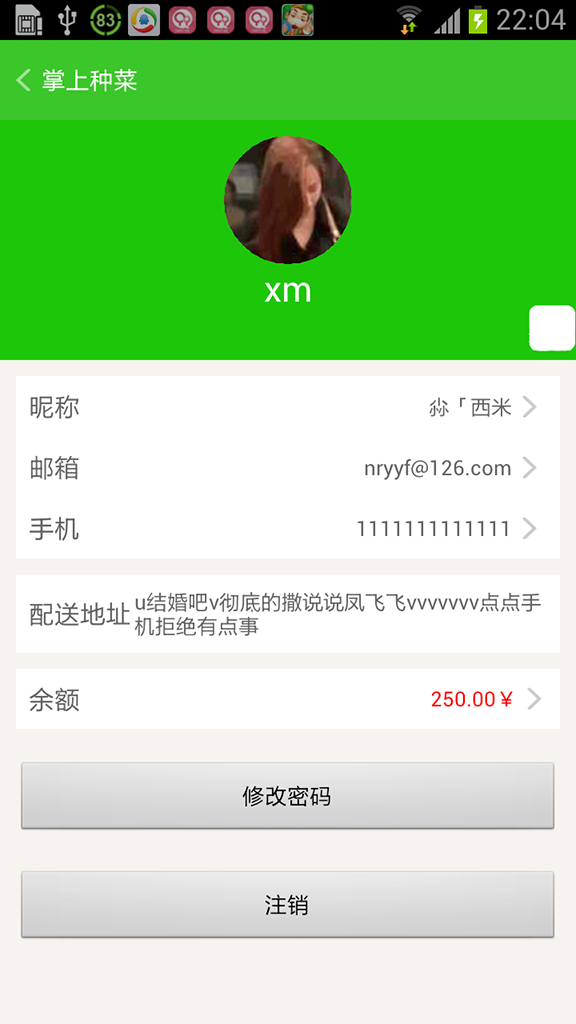 83
22:04
掌上种菜
xm
昵称
尛「西米
邮箱
nryyf@126.com
手机
1111111111111
配送地址
u结婚吧v彻底的撒说说凤飞飞vvvvvvv点点手
机拒绝有点事
余额
250.00¥
修改密码
注销